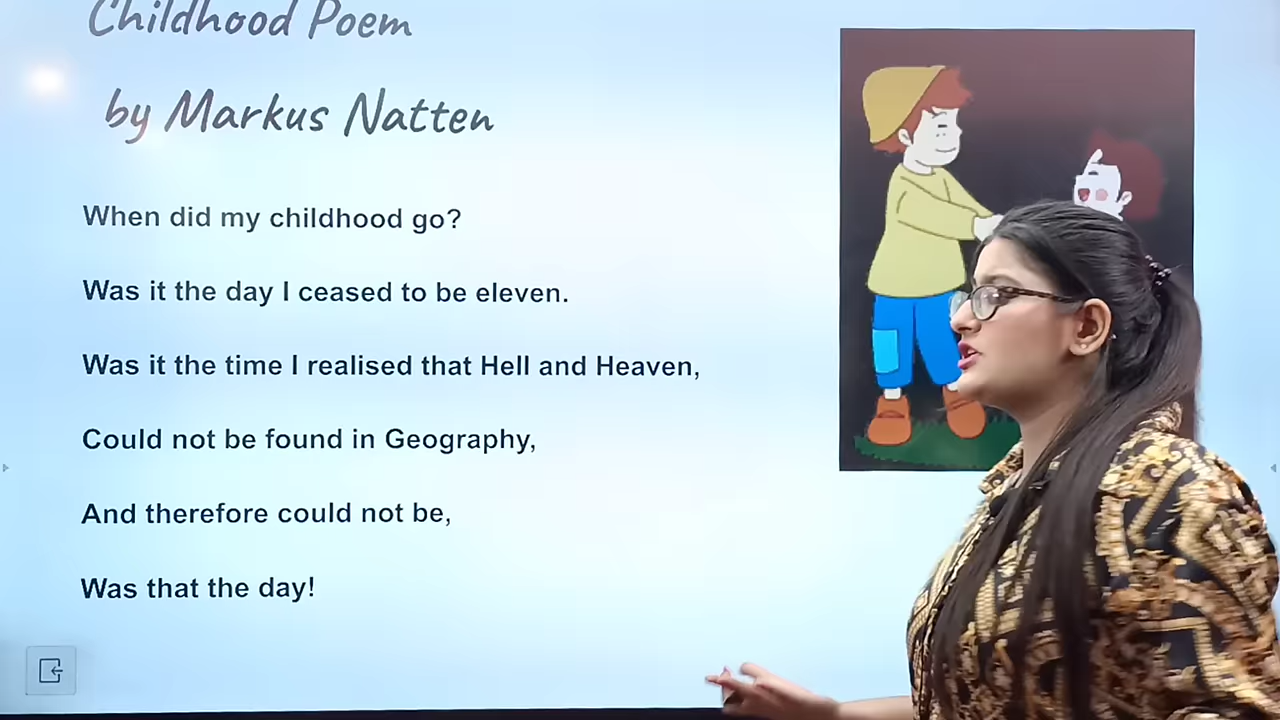 Childhood Poem
by Markus Natten
When did my childhood go?
Was it the day I ceased to be eleven.
Was it the time I realised that Hell and Heaven,
Could not be found in Geography,
And therefore could not be,
Was that the day!